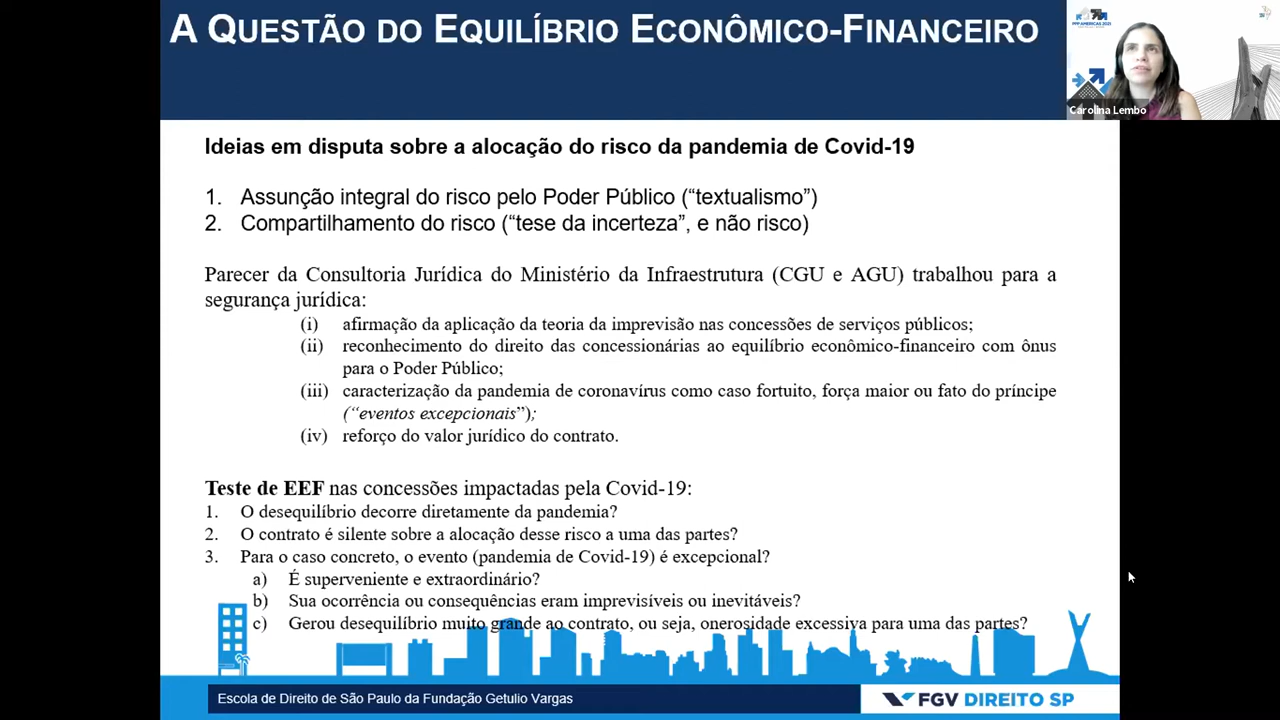 A QUESTÃO DO EQUILÍBRIO ECONÔMICO-FINANCEIRO
Carolina Lembo
Ideias em disputa sobre a alocação do risco da pandemia de Covid-19
1. Assunção integral do risco pelo Poder Público (“textualismo”)
2. Compartilhamento do risco (“tese da incerteza”, e não risco)
Parecer da Consultoria Jurídica do Ministério da Infraestrutura (CGU e AGU) trabalhou para a
segurança jurídica:
(i) afirmação da aplicação da teoria da imprevisão nas concessões de serviços públicos;
(ii) reconhecimento do direito das concessionárias ao equilíbrio econômico-financeiro com ônus
para o Poder Público;
(iii) caracterização da pandemia de coronavírus como caso fortuito, força maior ou fato do príncipe
(“eventos excepcionais”);
(iv) reforço do valor jurídico do contrato.
Teste de EEF nas concessões impactadas pela Covid-19:
1. O desequilíbrio decorre diretamente da pandemia?
2. O contrato é silente sobre a alocação desse risco a uma das partes?
3. Para o caso concreto, o evento (pandemia de Covid-19) é excepcional?
a) É superveniente e extraordinário?
b) Sua ocorrência ou consequências eram imprevisíveis ou inevitáveis?
c) Gerou desequilíbrio muito grande ao contrato, ou seja, onerosidade excessiva para uma das partes?
Escola de Direito de São Paulo da Fundação Getulio Vargas
FGV DIREITO SP